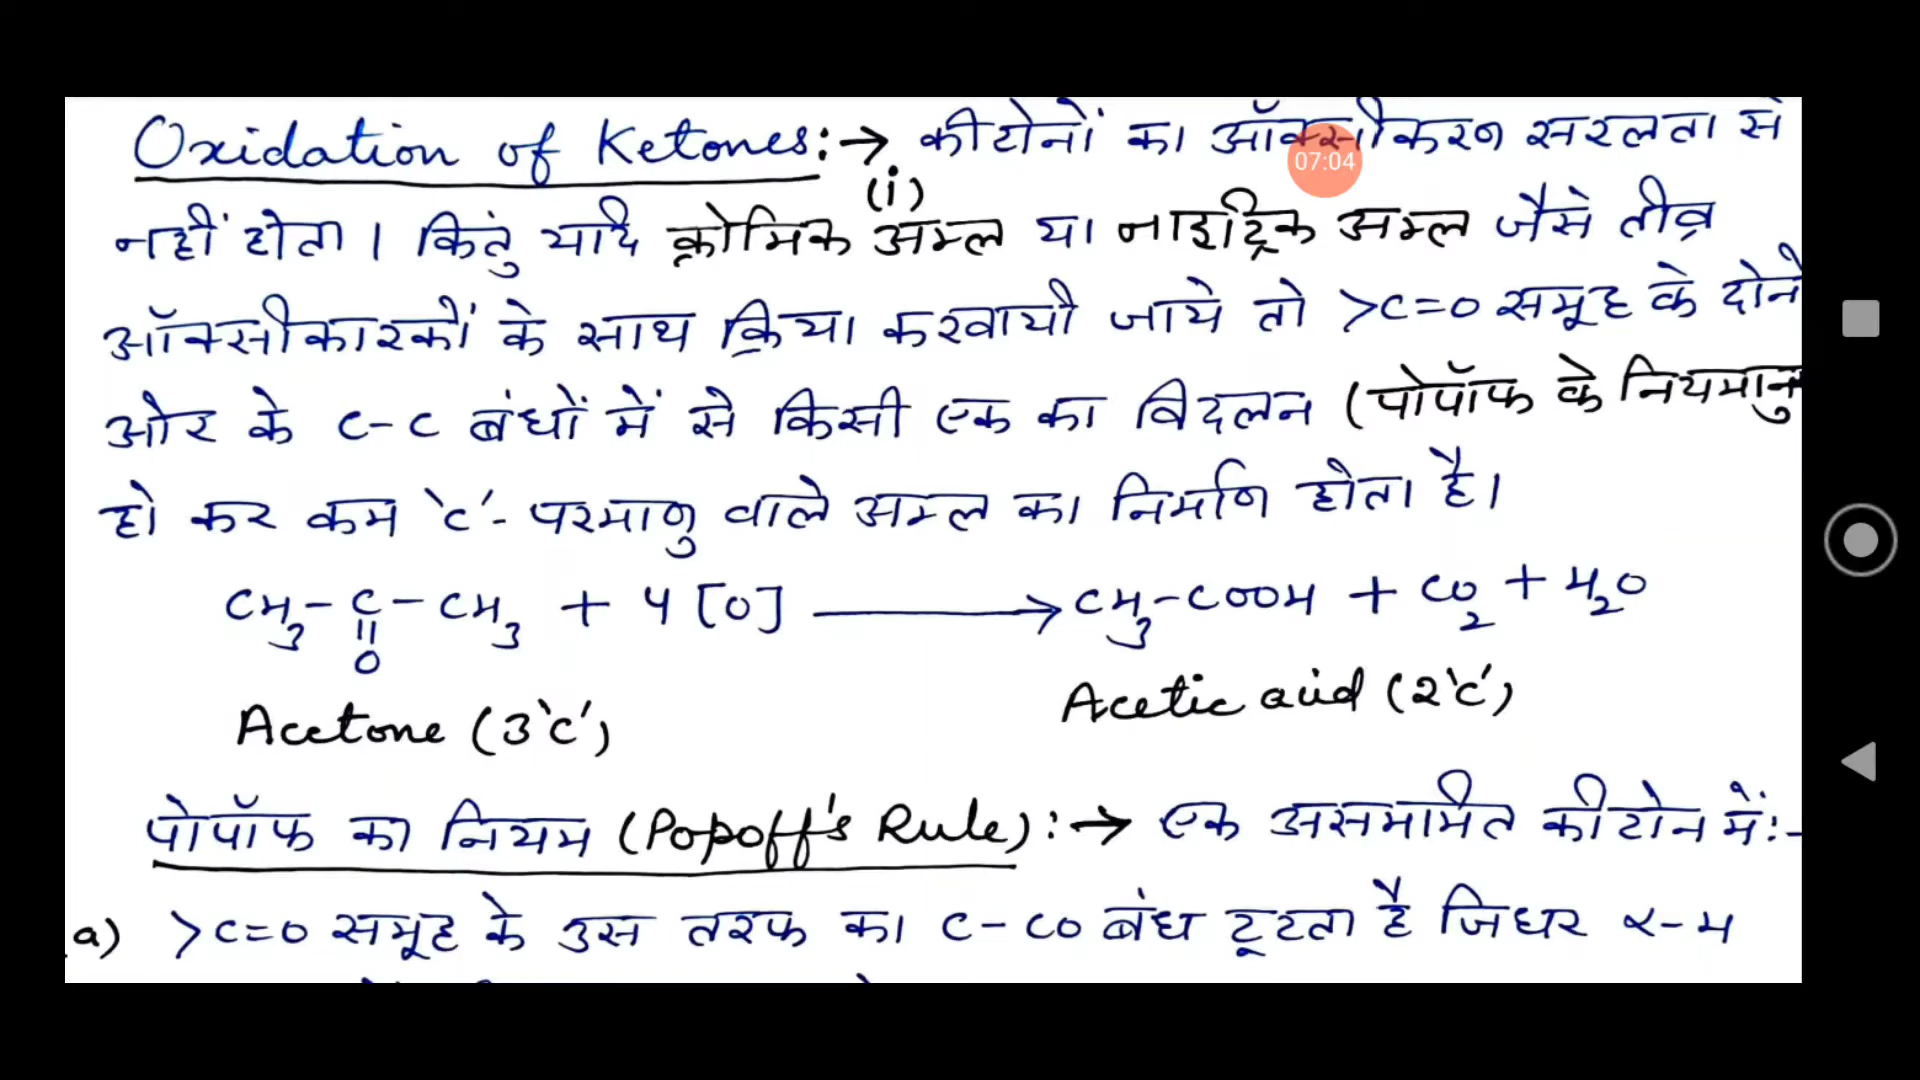 Oxidation of Ketones:→ कीटोनों का ऑक्सीकरण सरलता से
07:04
(i)
नहीं होता। किंतु यदि क्रोमिक अम्ल या नाइट्रिक अम्ल जैसे तीव्र
ऑक्सीकारकों के साथ क्रिया करवायी जाये तो >C=O समूह के दोनो
ओर के C-C बंधों में से किसी एक का विदलन (पोपॉफ के नियमानु
हो कर कम 'C'- परमाणु वाले अम्ल का निर्माण होता है।
CH₃-C-CH₃ + 4[O] ⟶ CH₃-COOH + CO₂ + H₂O
||
O
Acetone (3'C') Acetic acid (2'C')
पोपॉफ का नियम (Popoff's Rule):→ एक असममित कीटोन में:-
a) >C=O समूह के उस तरफ का C-CO बंध टूटता है जिधर α-H